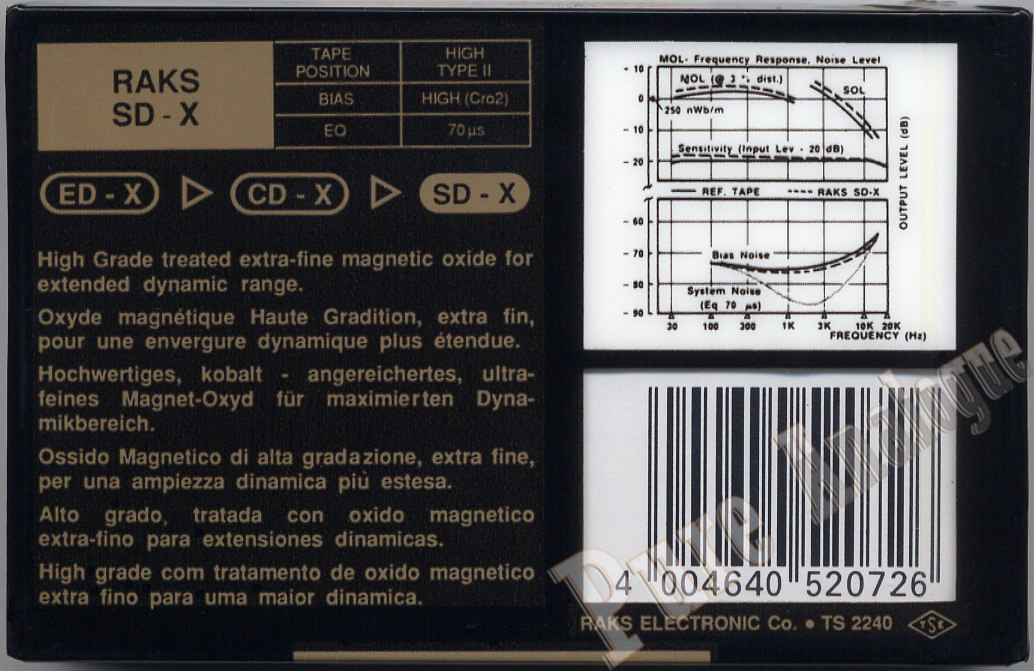 RAKS
SD - X
TAPE POSITION
HIGH TYPE II
BIAS
HIGH (Cro2)
EQ
70 µs
ED - X
CD - X
SD - X
High Grade treated extra-fine magnetic oxide for
extended dynamic range.
Oxyde magnétique Haute Gradition, extra fin,
pour une envergure dynamique plus étendue.
Hochwertiges, kobalt - angereichertes, ultra-
feines Magnet-Oxyd für maximierten Dyna-
mikbereich.
Ossido Magnetico di alta gradazione, extra fine,
per una ampiezza dinamica più estesa.
Alto grado, tratada con oxido magnetico
extra-fino para extensiones dinamicas.
High grade com tratamento de oxido magnetico
extra fino para uma maior dinamica.
MOL- Frequency Response, Noise Level
+ 10
MOL (@ 3 % dist.)
SOL
0
250 nWb/m
- 10
Sensitivity (Input Lev - 20 dB)
- 20
REF. TAPE
RAKS SD-X
OUTPUT LEVEL (dB)
- 60
- 70
Bias Noise
- 80
System Noise
(Eq 70 µs)
- 90
30 100 300 1K 3K 10K 20K
FREQUENCY (Hz)
4 004640 520726
RAKS ELECTRONIC Co. • TS 2240
TSK
Pure Analogue